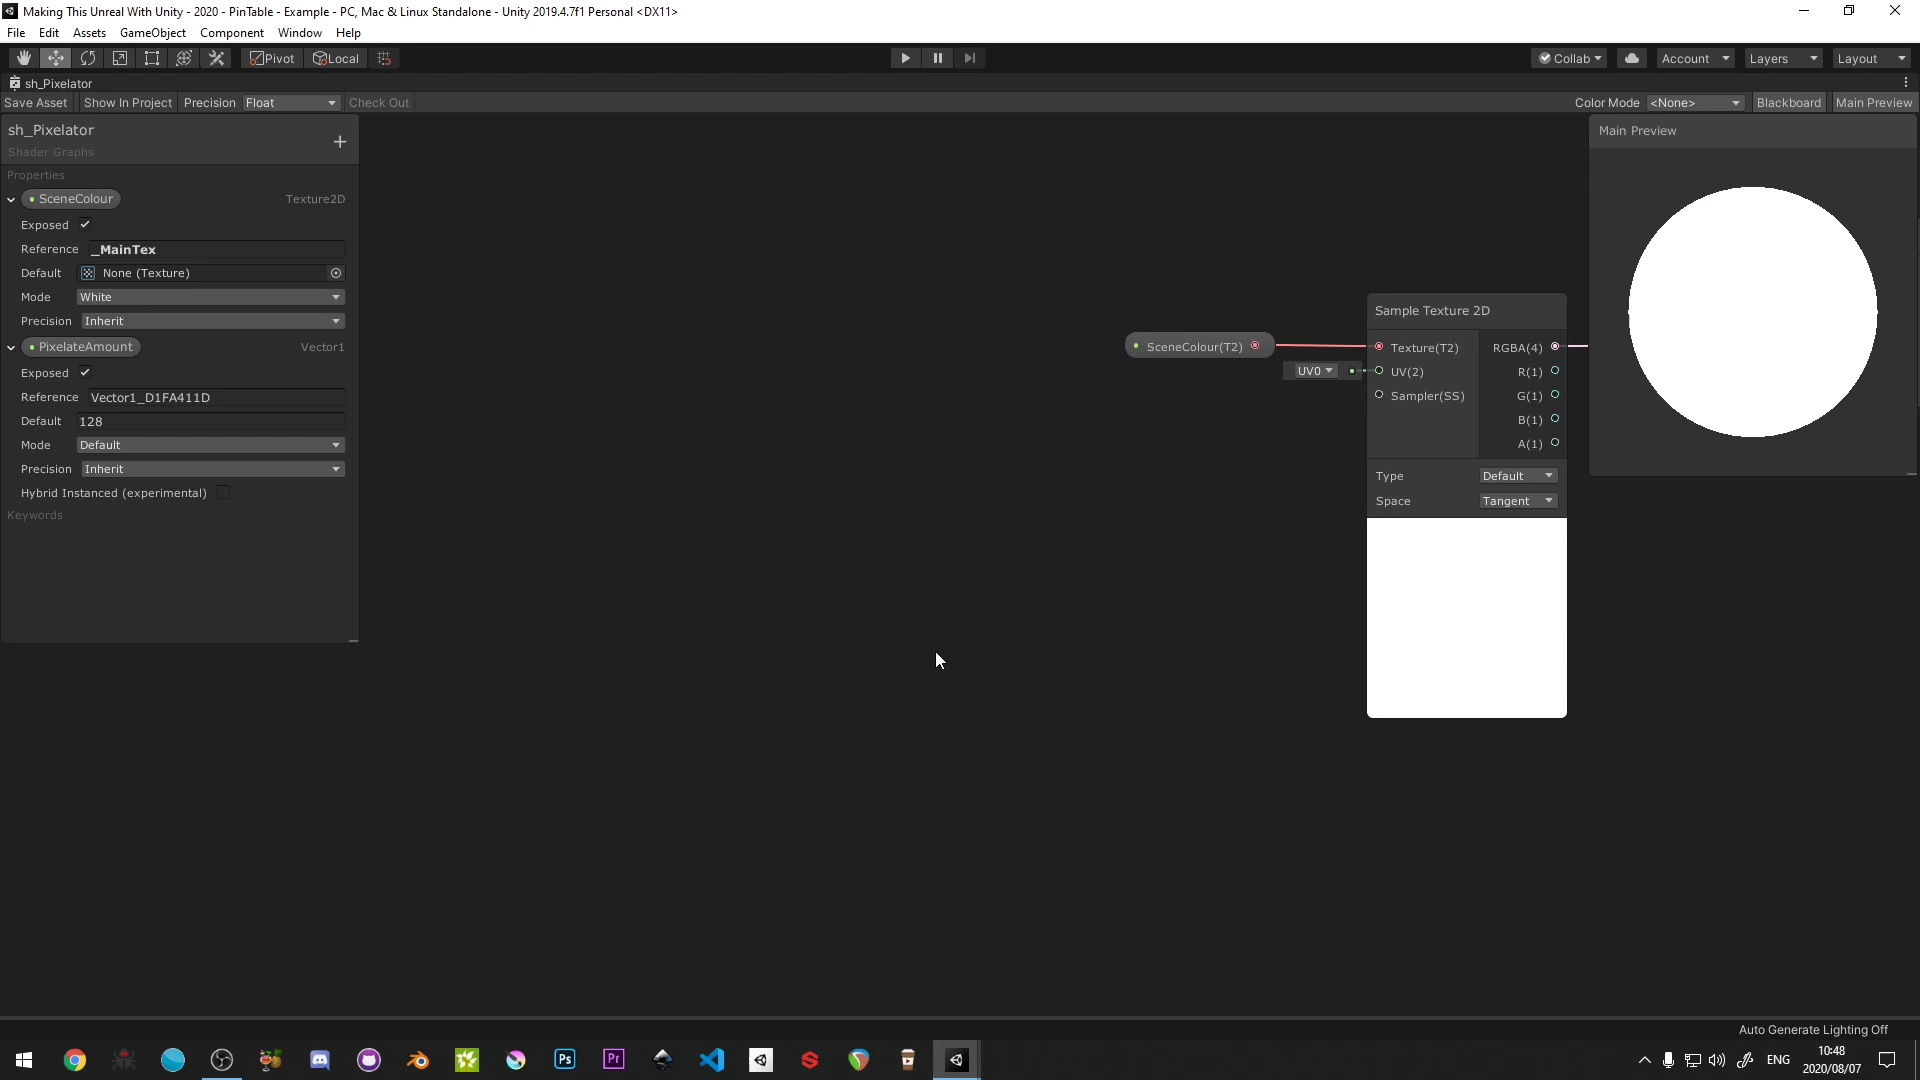 Making This Unreal With Unity - 2020 - PinTable - Example - PC, Mac & Linux Standalone - Unity 2019.4.7f1 Personal <DX11>
File Edit Assets GameObject Component Window Help
Pivot Local Collab Account Layers Layout
sh_Pixelator
Save Asset Show In Project Precision Float Check Out Color Mode <None> Blackboard Main Preview
sh_Pixelator
Shader Graphs
Properties
SceneColour Texture2D
Exposed
Reference _MainTex
Default None (Texture)
Mode White
Precision Inherit
PixelateAmount Vector1
Exposed
Reference Vector1_D1FA411D
Default 128
Mode Default
Precision Inherit
Hybrid Instanced (experimental)
Keywords
SceneColour(T2)
UV0
Sample Texture 2D
Texture(T2) RGBA(4)
UV(2) R(1)
Sampler(SS) G(1)
B(1)
A(1)
Type Default
Space Tangent
Main Preview
Auto Generate Lighting Off
Ps Pr ENG 10:48
2020/08/07